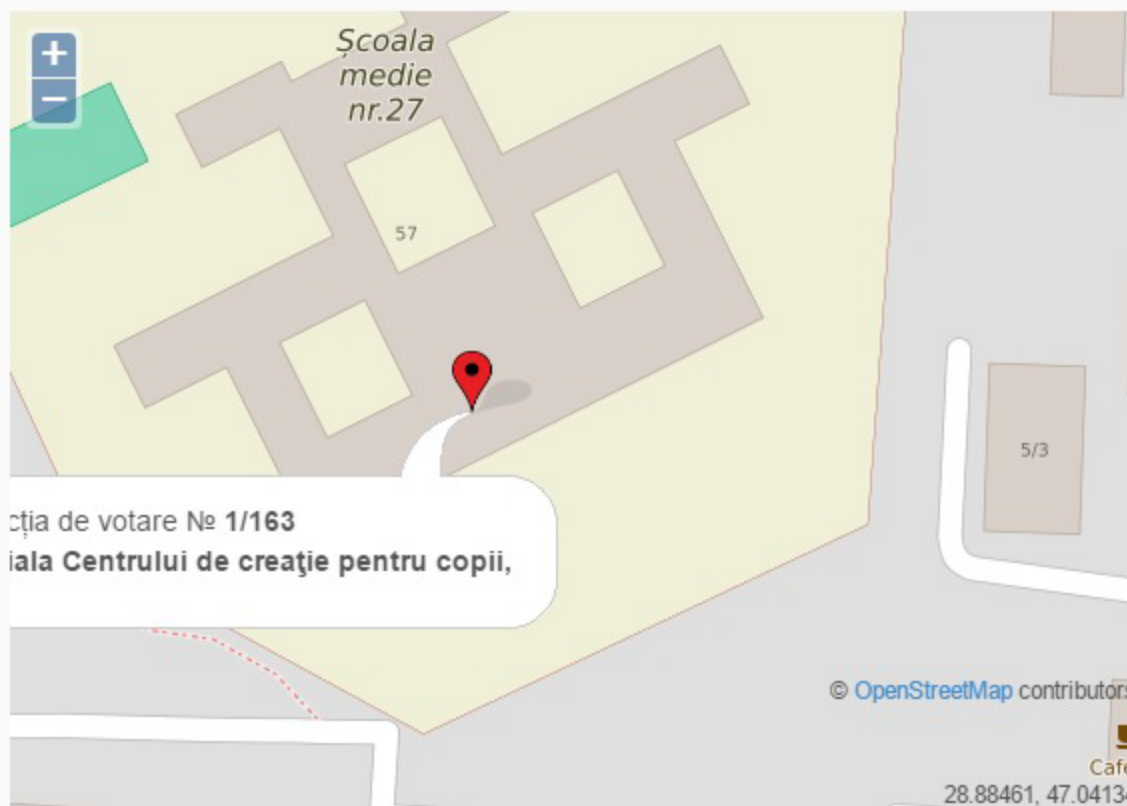 +
−
Școala
medie
nr.27
57
5/3
cția de votare № 1/163
iala Centrului de creaţie pentru copii,
© OpenStreetMap contributors
Cafe
28.88461, 47.04134